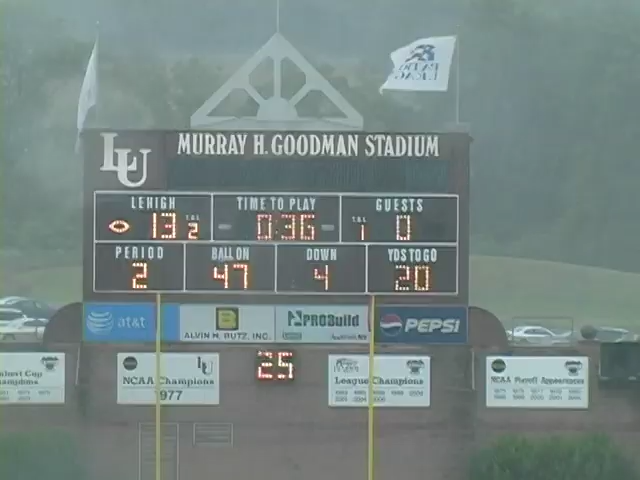 LU
MURRAY H. GOODMAN STADIUM
LEHIGH TIME TO PLAY GUESTS
13 T.O.L 2 0:36 T.O.L 1 0
PERIOD BALL ON DOWN YDS TO GO
2 47 4 20
at&t B ALVIN H. BUTZ, INC. PROBuild PEPSI
25
LU
NCAA Champions
1977
League Champions
NCAA Playoff Appearances